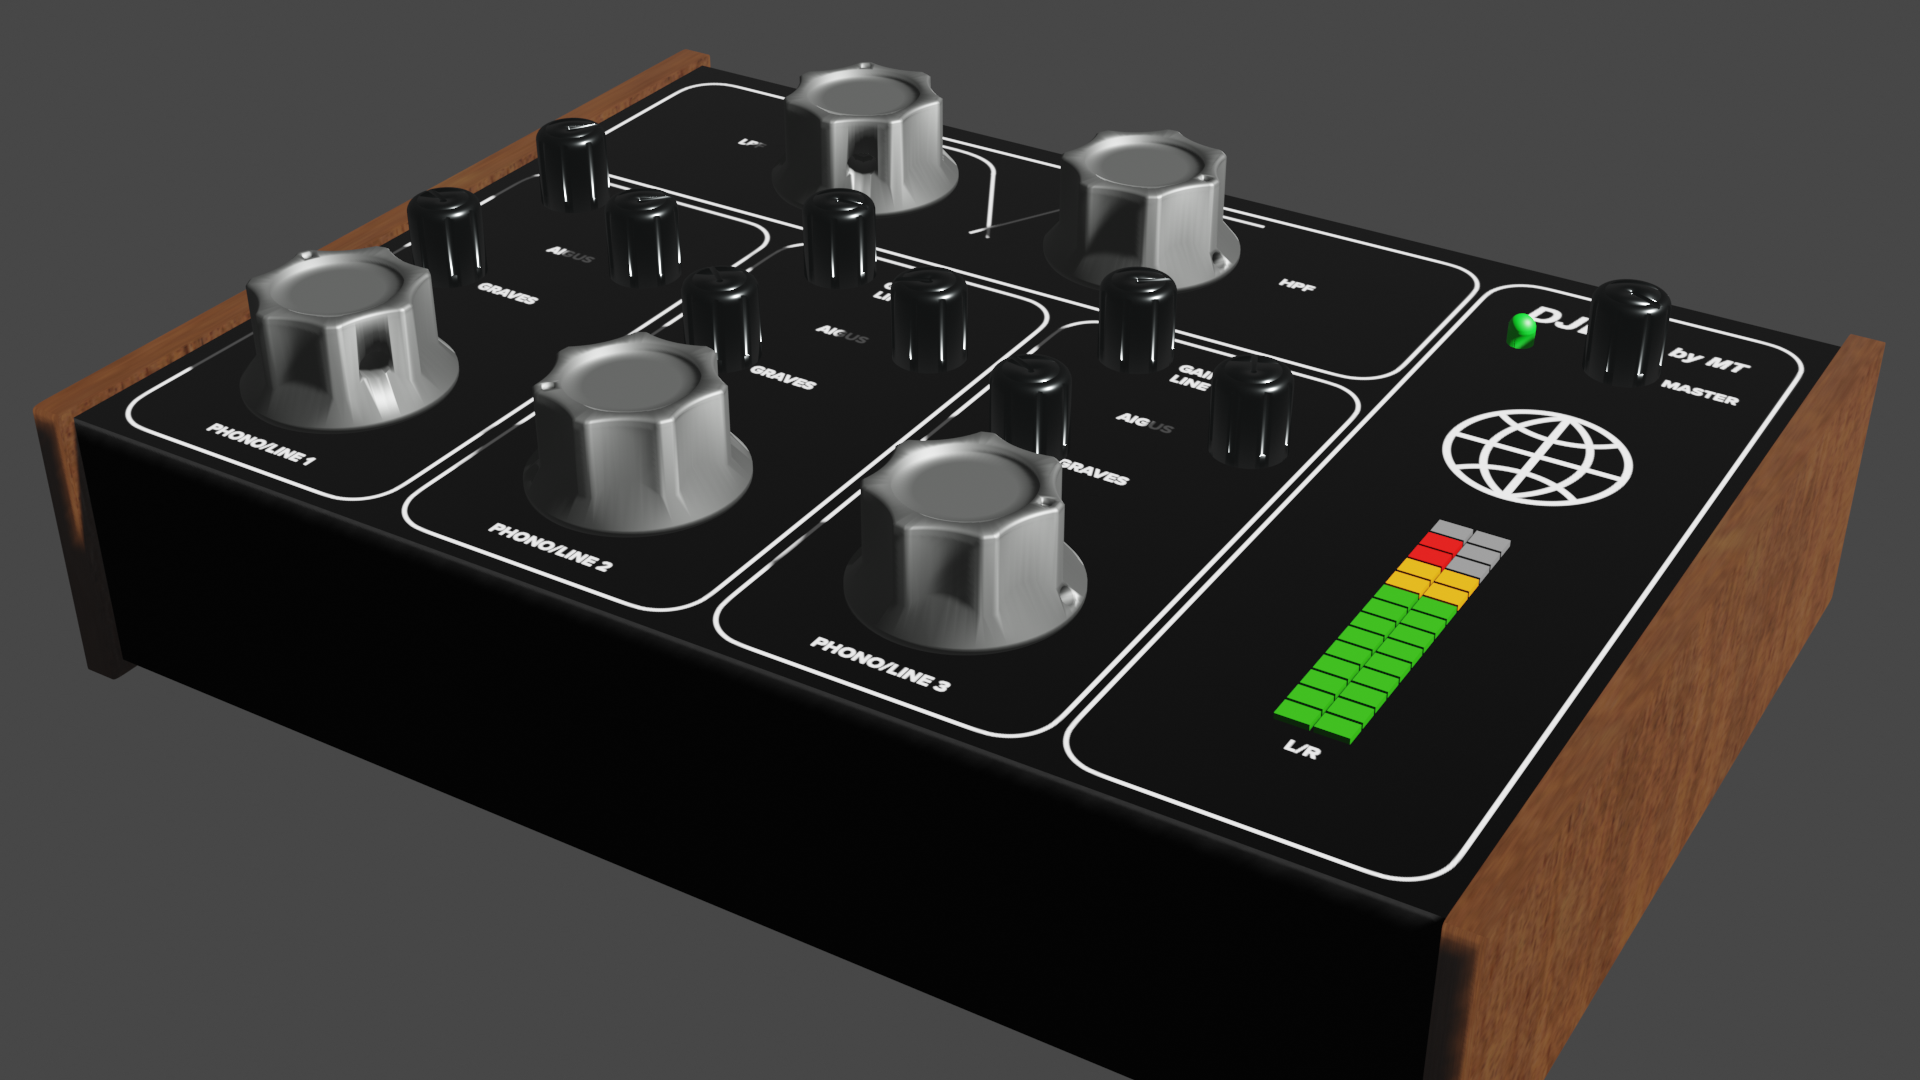 HPF
by MT
MASTER
GRAVES
AIGUS
PHONO/LINE 1
AIGUS
GRAVES
PHONO/LINE 2
LINE
AIGUS
GRAVES
PHONO/LINE 3
L/R